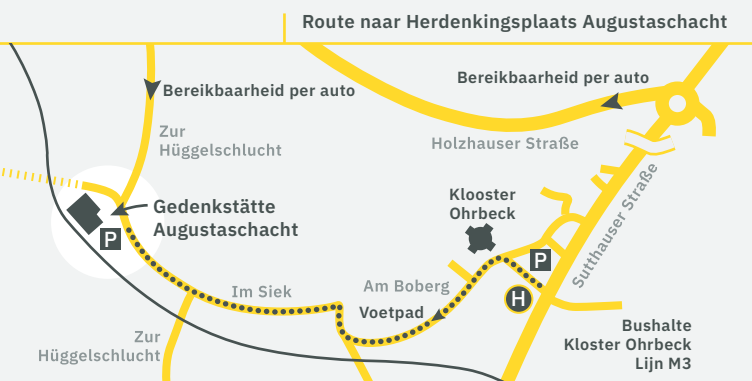 Route naar Herdenkingsplaats Augustaschacht
Bereikbaarheid per auto
Bereikbaarheid per auto
Zur
Hüggelschlucht
Holzhauser Straße
Sutthauser Straße
Klooster
Ohrbeck
Gedenkstätte
Augustaschacht
P
P
H
Am Boberg
Im Siek
Voetpad
Zur
Hüggelschlucht
Bushalte
Kloster Ohrbeck
Lijn M3